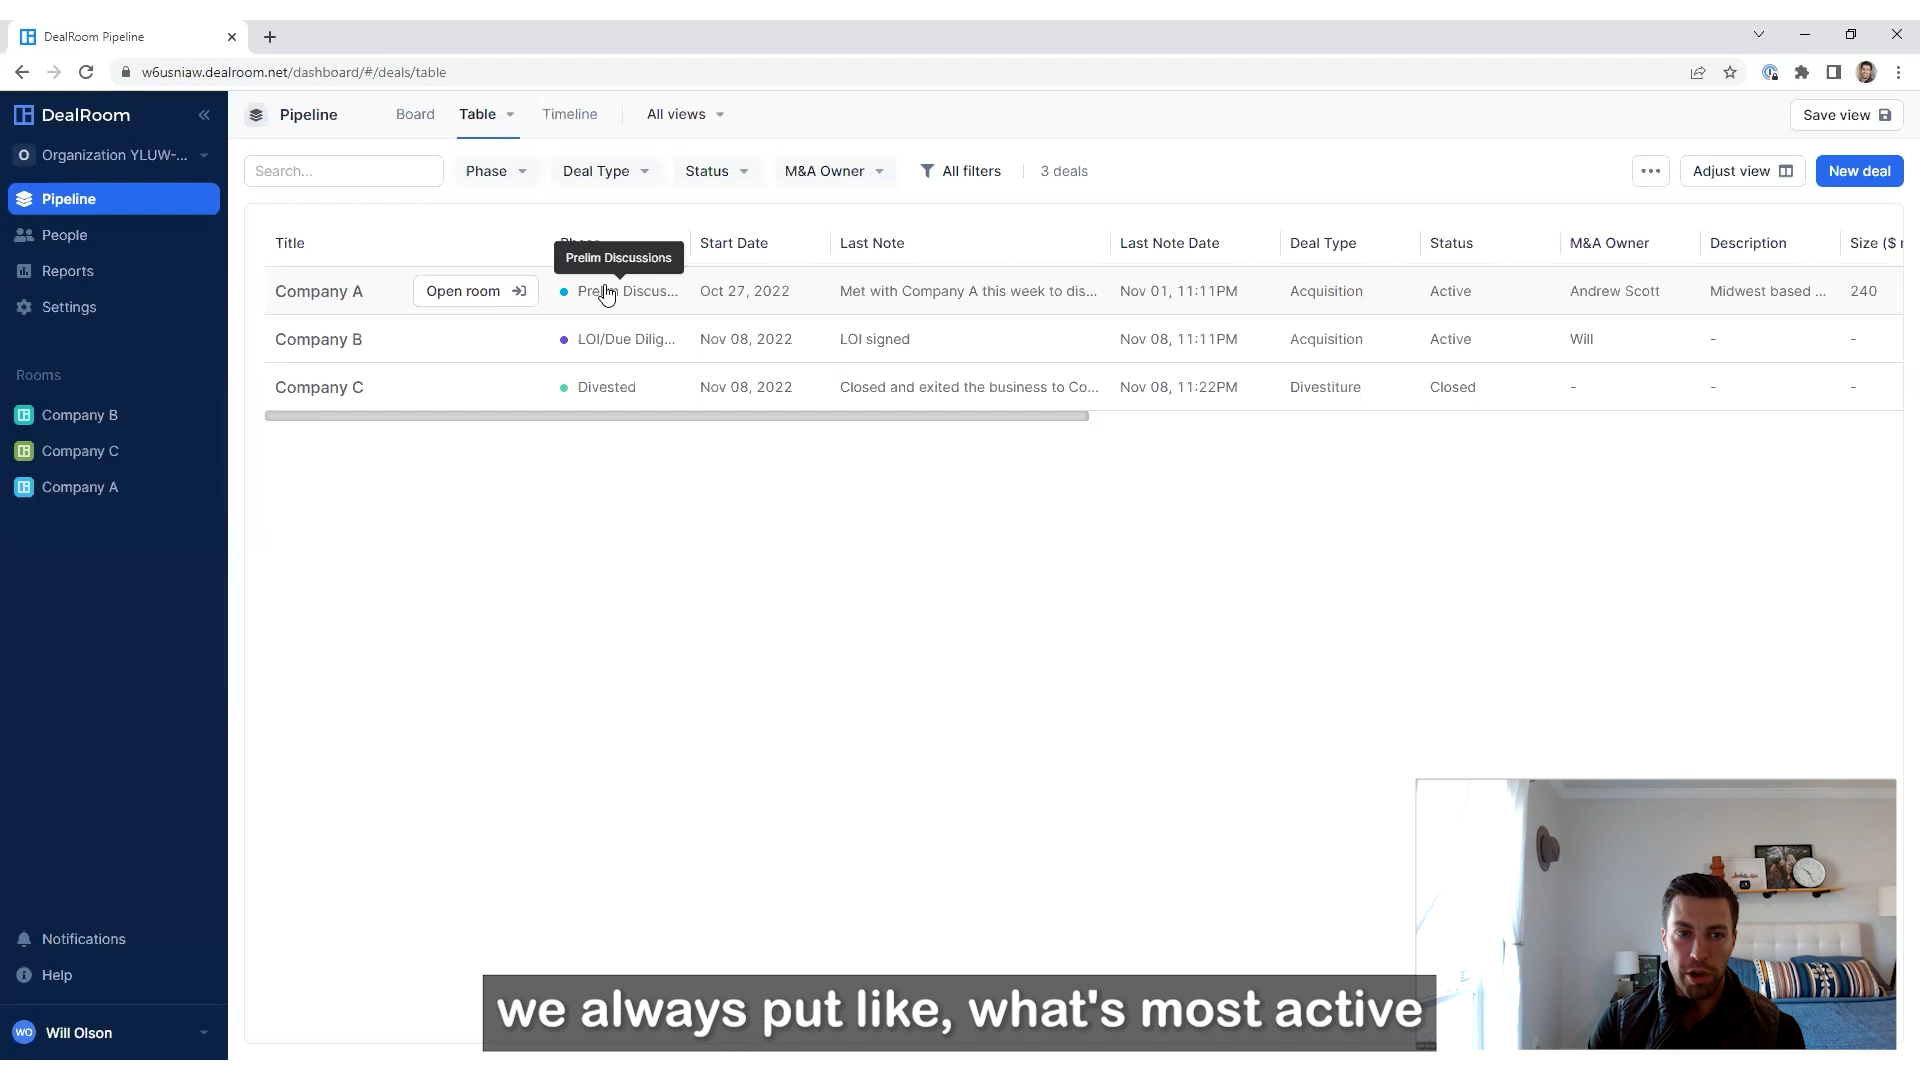 DealRoom Pipeline
w6usniaw.dealroom.net/dashboard/#/deals/table
DealRoom
O Organization YLUW-...
Pipeline
People
Reports
Settings
Rooms
Company B
Company C
Company A
Notifications
Help
WO Will Olson
Pipeline Board Table Timeline All views Save view
Search... Phase Deal Type Status M&A Owner All filters 3 deals Adjust view New deal
Title Start Date Last Note Last Note Date Deal Type Status M&A Owner Description Size ($
Prelim Discussions
Company A Open room Prelim Discus... Oct 27, 2022 Met with Company A this week to dis... Nov 01, 11:11PM Acquisition Active Andrew Scott Midwest based ... 240
Company B LOI/Due Dilig... Nov 08, 2022 LOI signed Nov 08, 11:11PM Acquisition Active Will - -
Company C Divested Nov 08, 2022 Closed and exited the business to Co... Nov 08, 11:22PM Divestiture Closed - - -
we always put like, what's most active